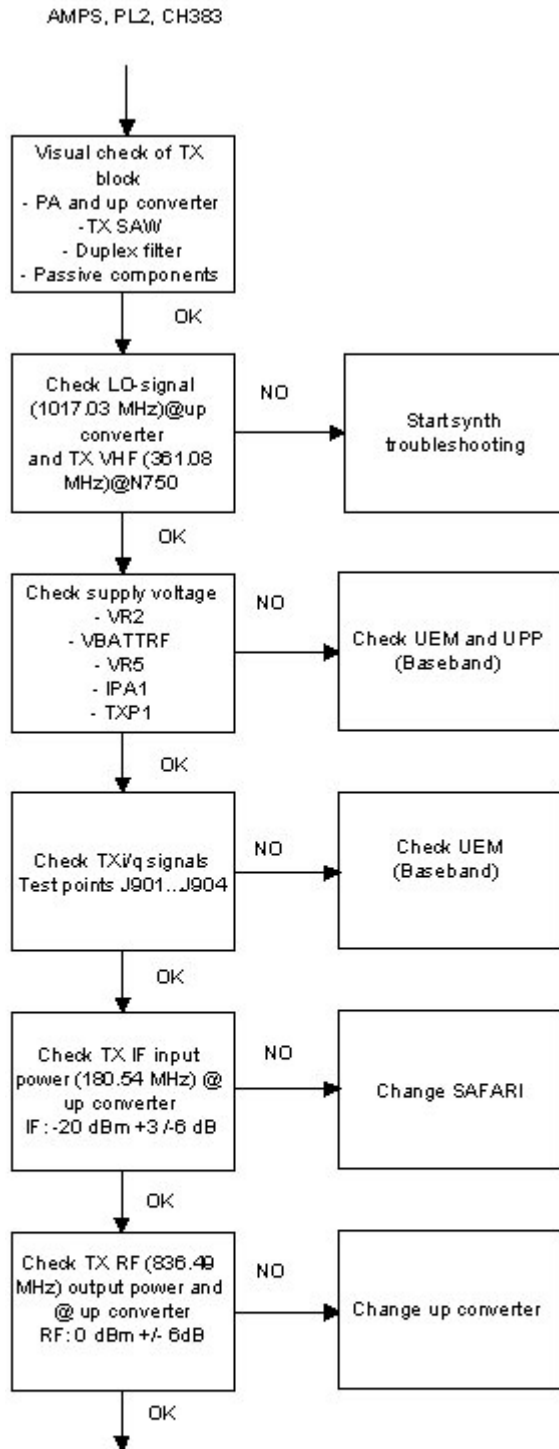 AMPS, PL2, CH383
Visual check of TX
block
- PA and up converter
-TX SAW
- Duplex filter
- Passive components
OK
Check LO-signal
(1017.03 MHz)@up
converter
and TX VHF (361.08
MHz)@N750
NO
Start synth
troubleshooting
OK
Check supply voltage
- VR2
- VBATTRF
- VR5
- IPA1
- TXP1
NO
Check UEM and UPP
(Baseband)
OK
Check TXi/q signals
Test points J901...J904
NO
Check UEM
(Baseband)
OK
Check TX IF input
power (180.54 MHz) @
up converter
IF: -20 dBm +3 /-6 dB
NO
Change SAFARI
OK
Check TX RF (836.49
MHz) output power and
@ up converter
RF: 0 dBm +/- 6dB
NO
Change up converter
OK